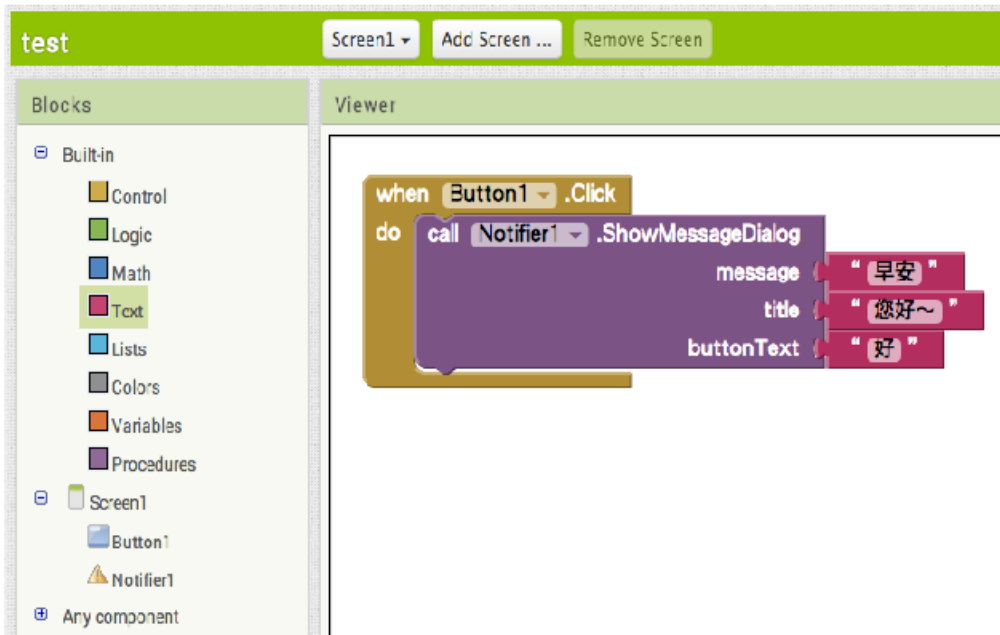 test Screen1 Add Screen ... Remove Screen
Blocks
Built-in
Control
Logic
Math
Text
Lists
Colors
Variables
Procedures
Screen1
Button1
Notifier1
Any component
Viewer
when Button1 .Click
do call Notifier1 .ShowMessageDialog
message “ 早安 ”
title “ 您好～ ”
buttonText “ 好 ”